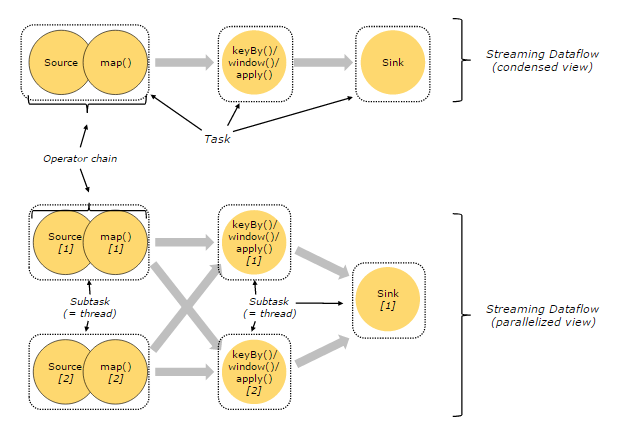 Source
map()
keyBy()/
window()/
apply()
Sink
Streaming Dataflow
(condensed view)
Task
Operator chain
Source
[1]
map()
[1]
keyBy()/
window()/
apply()
[1]
Subtask
(= thread)
Subtask
(= thread)
Sink
[1]
Streaming Dataflow
(parallelized view)
Source
[2]
map()
[2]
keyBy()/
window()/
apply()
[2]